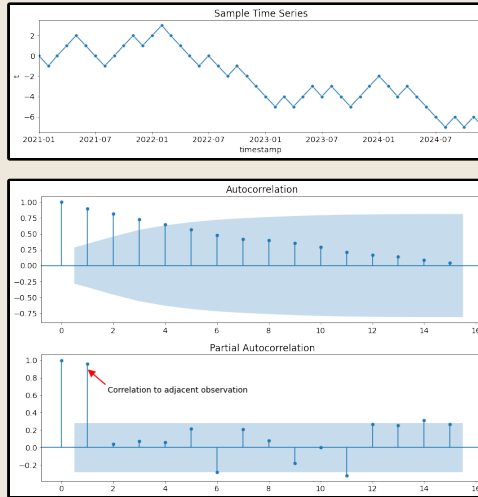 Sample Time Series
2
0
−2
−4
−6
t
2021-01 2021-07 2022-01 2022-07 2023-01 2023-07 2024-01 2024-07
timestamp
Autocorrelation
1.00
0.75
0.50
0.25
0.00
−0.25
−0.50
−0.75
0 2 4 6 8 10 12 14 16
Partial Autocorrelation
1.0
0.8
Correlation to adjacent observation
0.6
0.4
0.2
0.0
−0.2
0 2 4 6 8 10 12 14 16